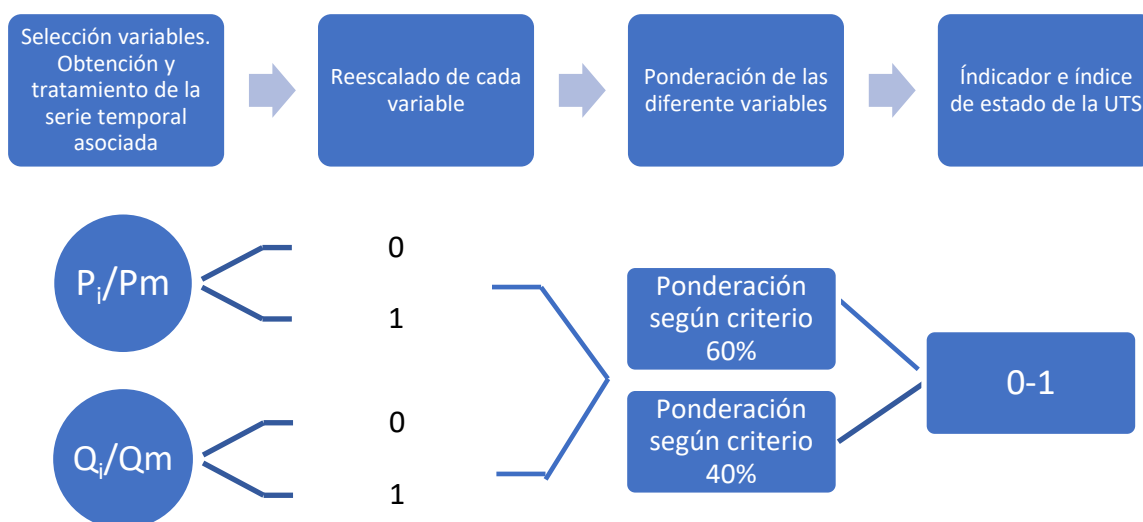 Selección variables.
Obtención y
tratamiento de la
serie temporal
asociada
Reescalado de cada
variable
Ponderación de las
diferente variables
Índicador e índice
de estado de la UTS
Pi/Pm
0
1
Qi/Qm
0
1
Ponderación
según criterio
60%
Ponderación
según criterio
40%
0-1